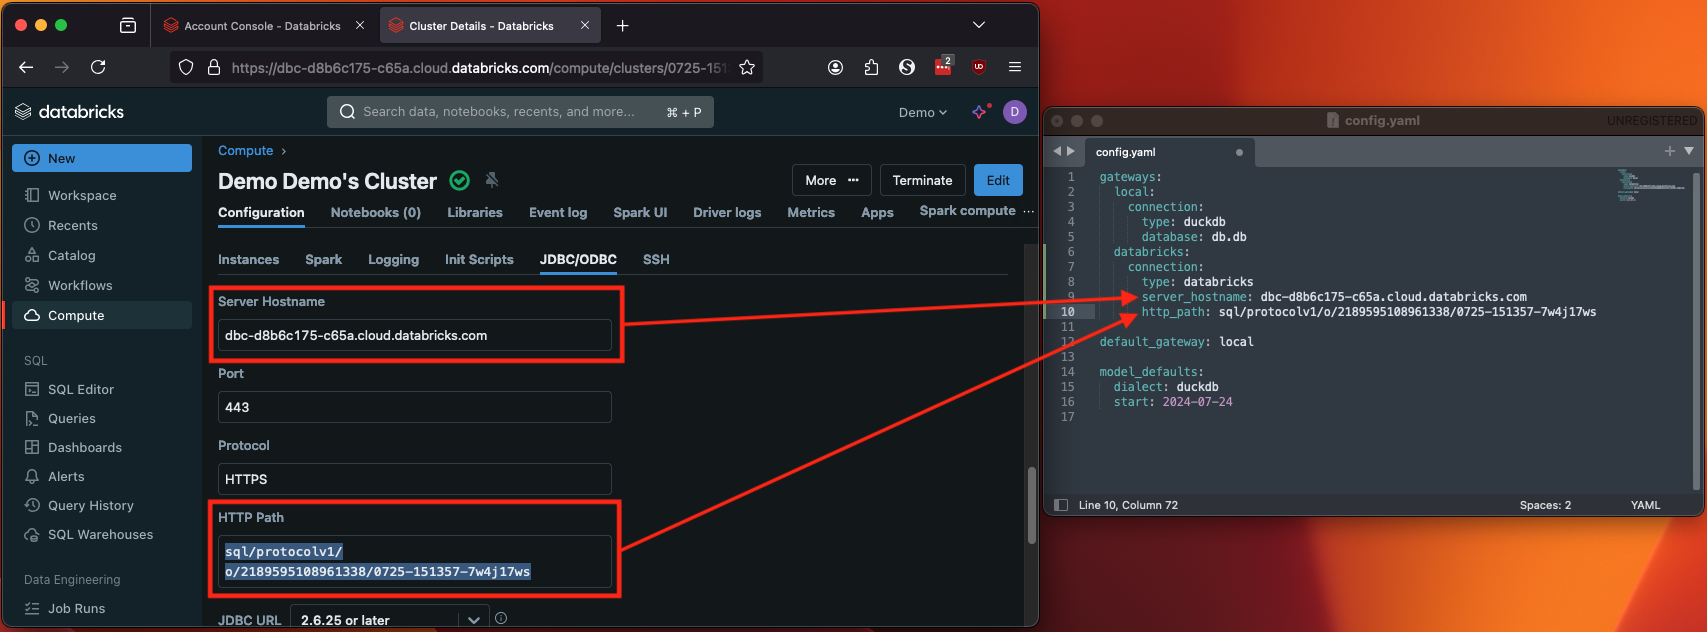 Account Console - Databricks
Cluster Details - Databricks
https://dbc-d8b6c175-c65a.cloud.databricks.com/compute/clusters/0725-151
2
databricks
Search data, notebooks, recents, and more...
⌘ + P
Demo
D
New
Workspace
Recents
Catalog
Workflows
Compute
SQL
SQL Editor
Queries
Dashboards
Alerts
Query History
SQL Warehouses
Data Engineering
Job Runs
Compute ›
Demo Demo's Cluster
More ···
Terminate
Edit
Configuration
Notebooks (0)
Libraries
Event log
Spark UI
Driver logs
Metrics
Apps
Spark compute ···
Instances
Spark
Logging
Init Scripts
JDBC/ODBC
SSH
Server Hostname
dbc-d8b6c175-c65a.cloud.databricks.com
Port
443
Protocol
HTTPS
HTTP Path
sql/protocolv1/
o/2189595108961338/0725-151357-7w4j17ws
JDBC URL
2.6.25 or later
config.yaml
UNREGISTERED
config.yaml
1 gateways:
2 local:
3 connection:
4 type: duckdb
5 database: db.db
6 databricks:
7 connection:
8 type: databricks
9 server_hostname: dbc-d8b6c175-c65a.cloud.databricks.com
10 http_path: sql/protocolv1/o/2189595108961338/0725-151357-7w4j17ws
11
12 default_gateway: local
13
14 model_defaults:
15 dialect: duckdb
16 start: 2024-07-24
17
Line 10, Column 72
Spaces: 2
YAML